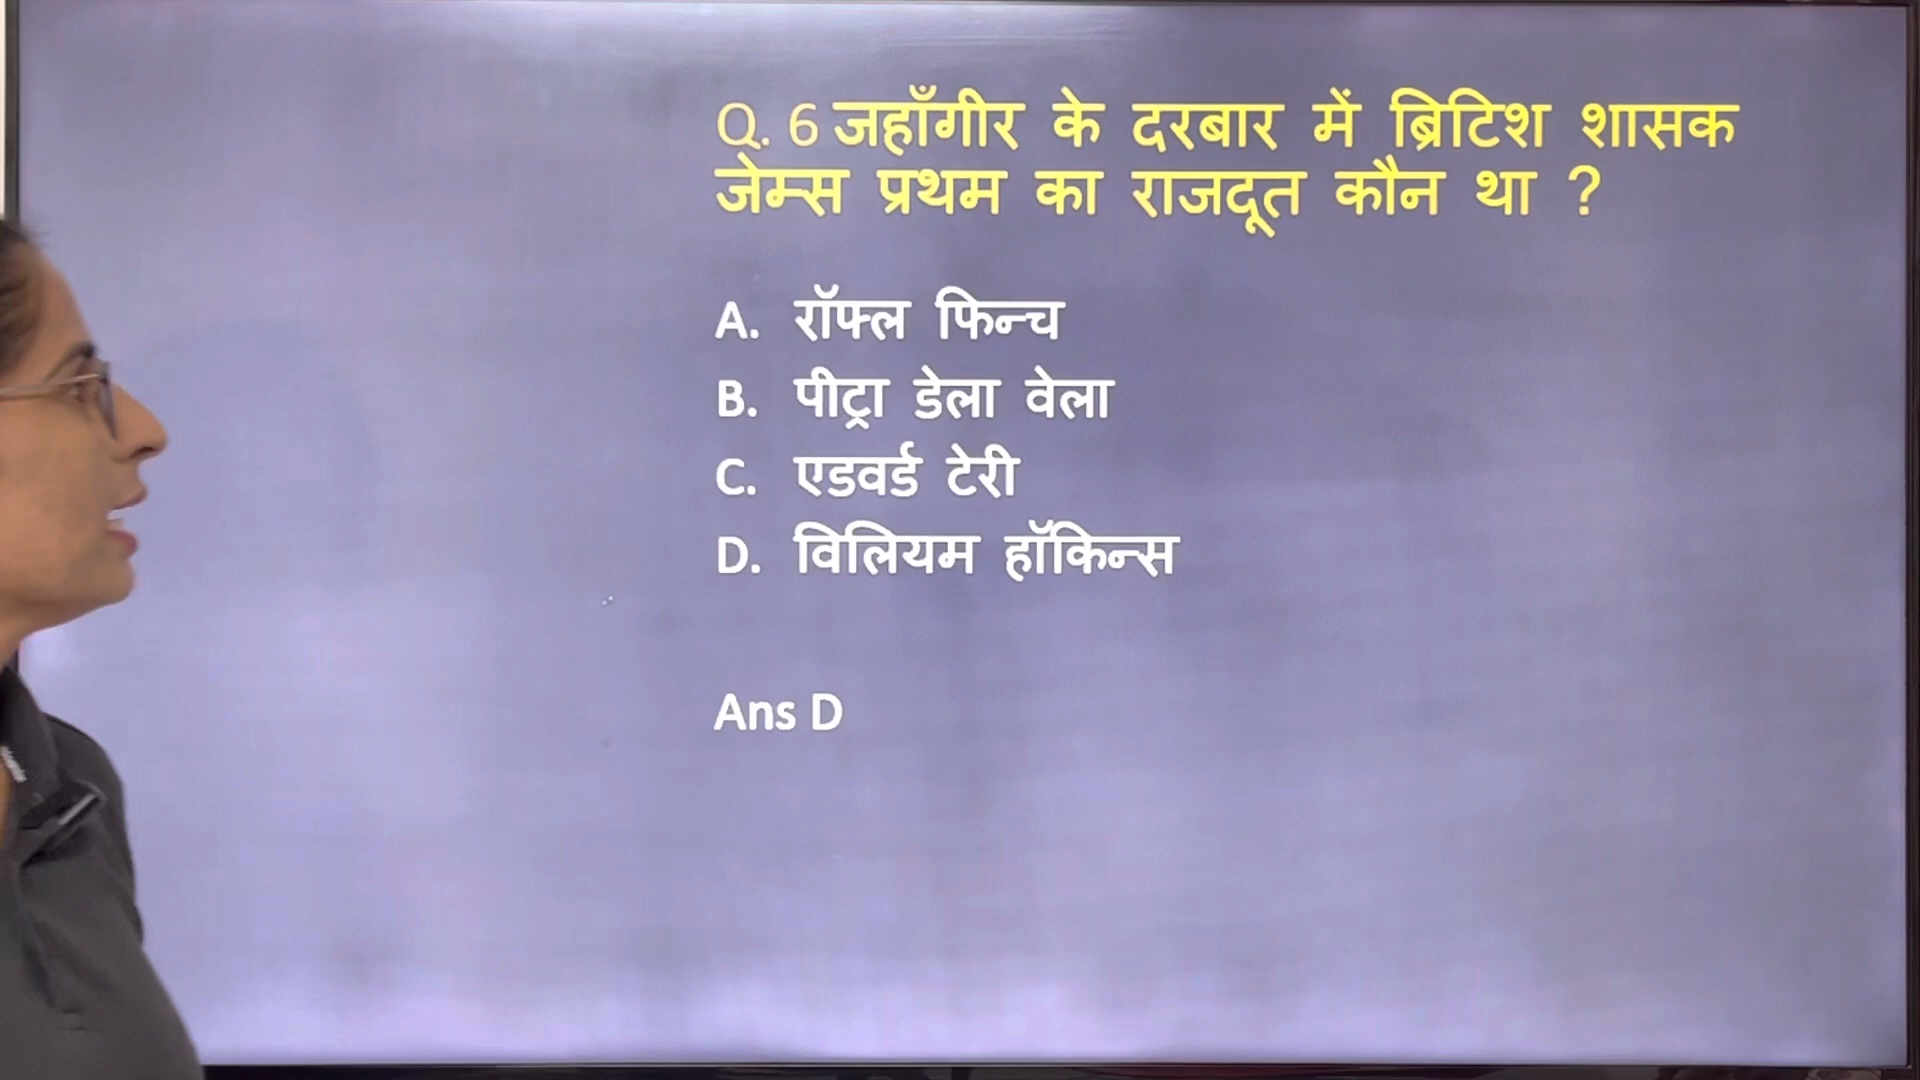 Q. 6 जहाँगीर के दरबार में ब्रिटिश शासक
जेम्स प्रथम का राजदूत कौन था ?
A. रॉफ्ल फिन्च
B. पीट्रा डेला वेला
C. एडवर्ड टेरी
D. विलियम हॉकिन्स
Ans D